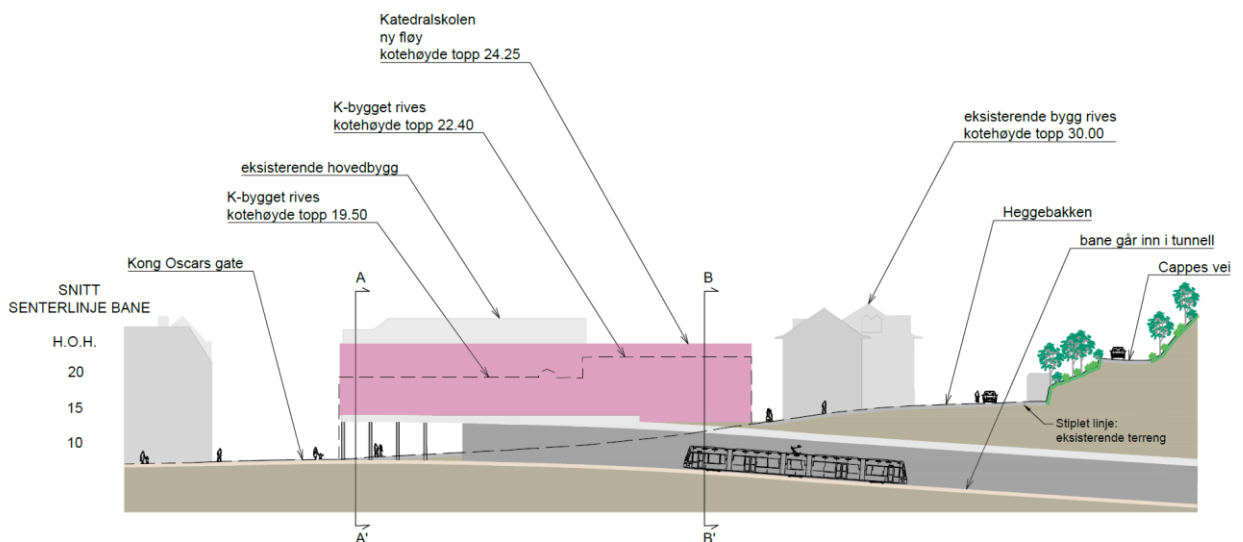 Katedralskolen
ny fløy
kotehøyde topp 24.25
K-bygget rives
kotehøyde topp 22.40
eksisterende bygg rives
kotehøyde topp 30.00
eksisterende hovedbygg
K-bygget rives
kotehøyde topp 19.50
Heggebakken
bane går inn i tunnell
Kong Oscars gate
Cappes vei
A
B
SNITT
SENTERLINJE BANE
H.O.H.
20
15
10
Stiplet linje:
eksisterende terreng
A'
B'